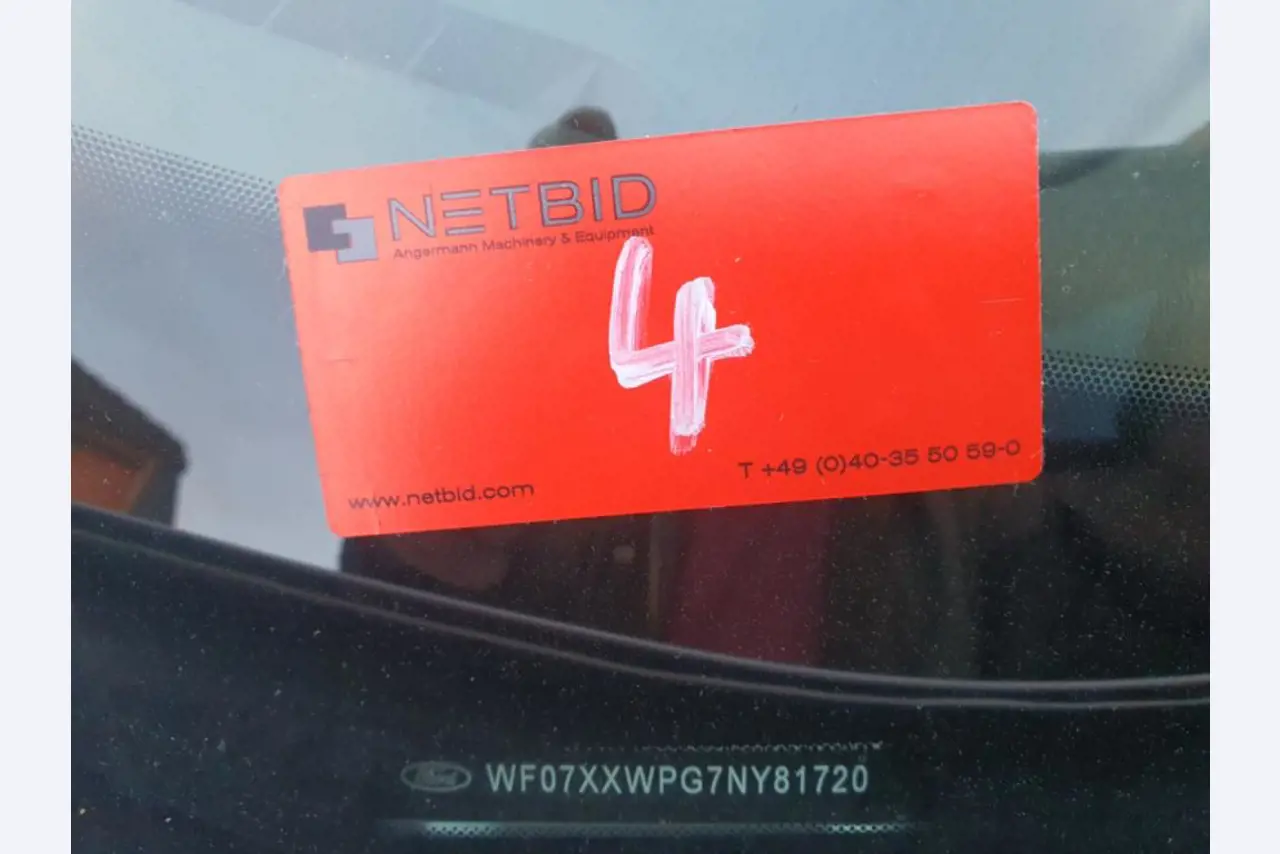 NETBID
Angermann Machinery & Equipment
4
T +49 (0)40-35 50 59-0
www.netbid.com
Ford WF07XXWPG7NY81720